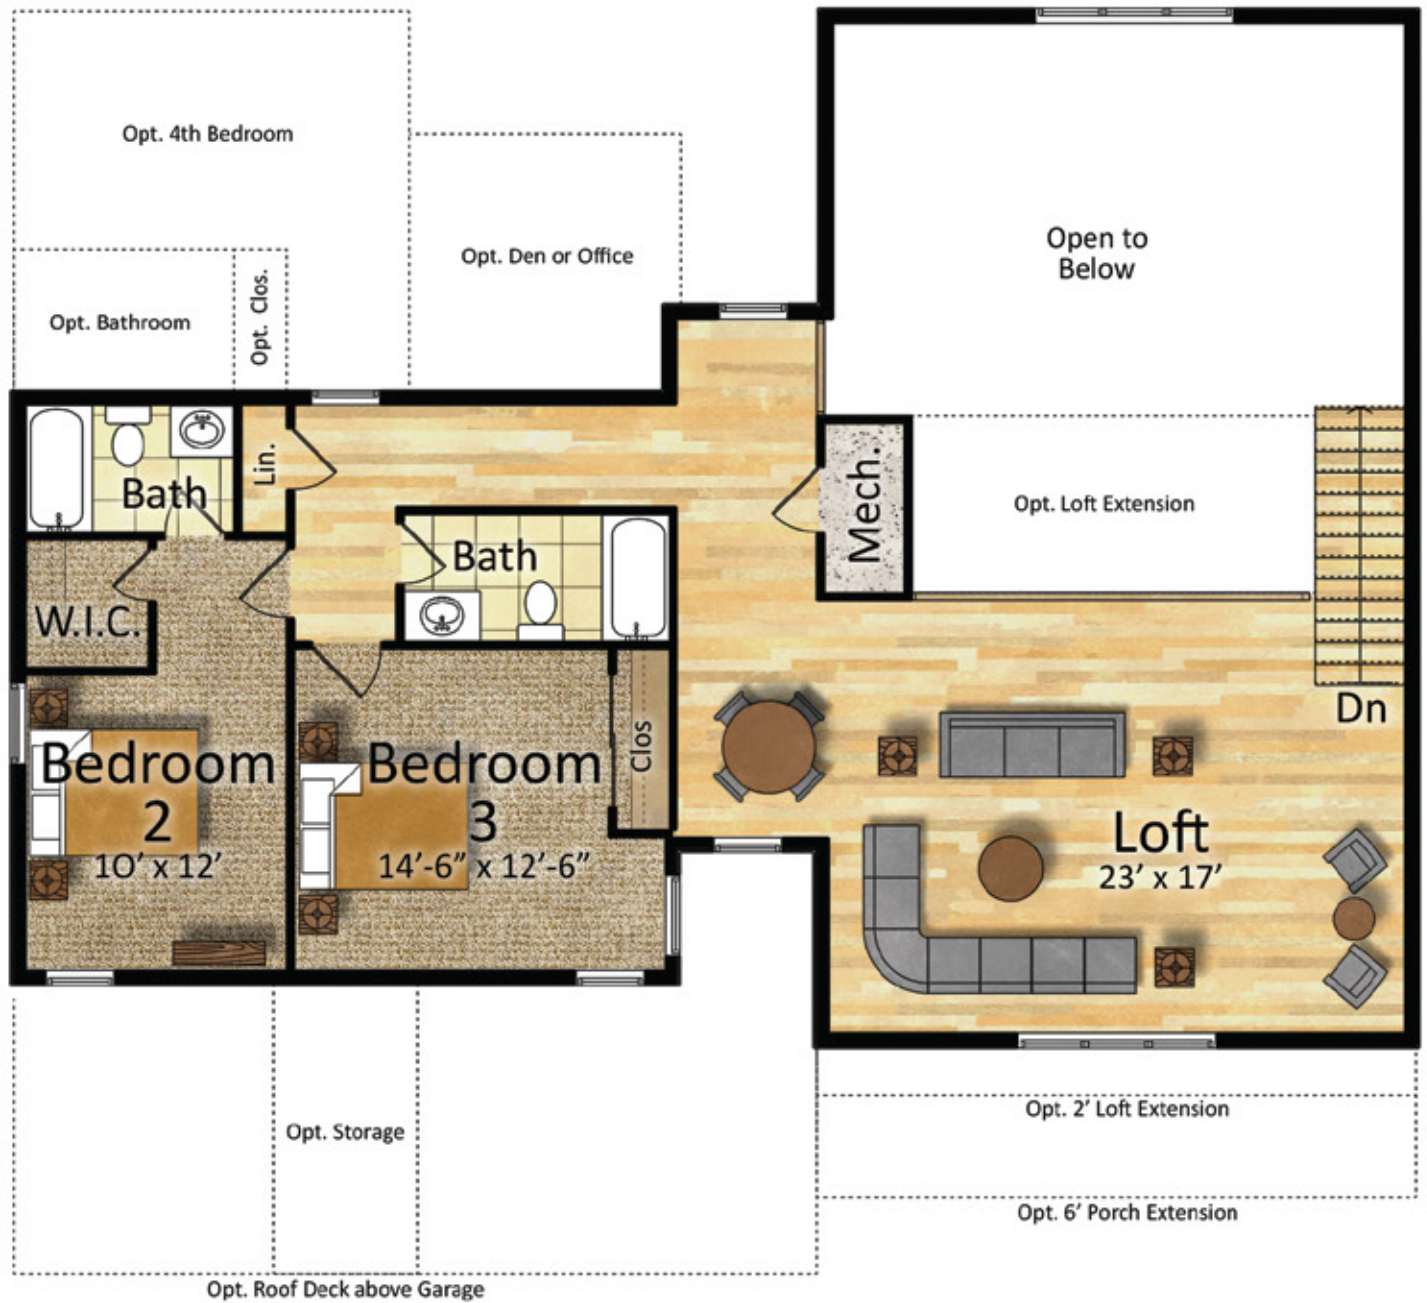 Opt. 4th Bedroom
Opt. Den or Office
Open to
Below
Opt. Bathroom
Opt. Clos.
Lin.
Bath
Mech.
Opt. Loft Extension
Bath
W.I.C.
Dn
Clos
Bedroom
2
10' x 12'
Bedroom
3
14'-6" x 12'-6"
Loft
23' x 17'
Opt. 2' Loft Extension
Opt. Storage
Opt. 6' Porch Extension
Opt. Roof Deck above Garage